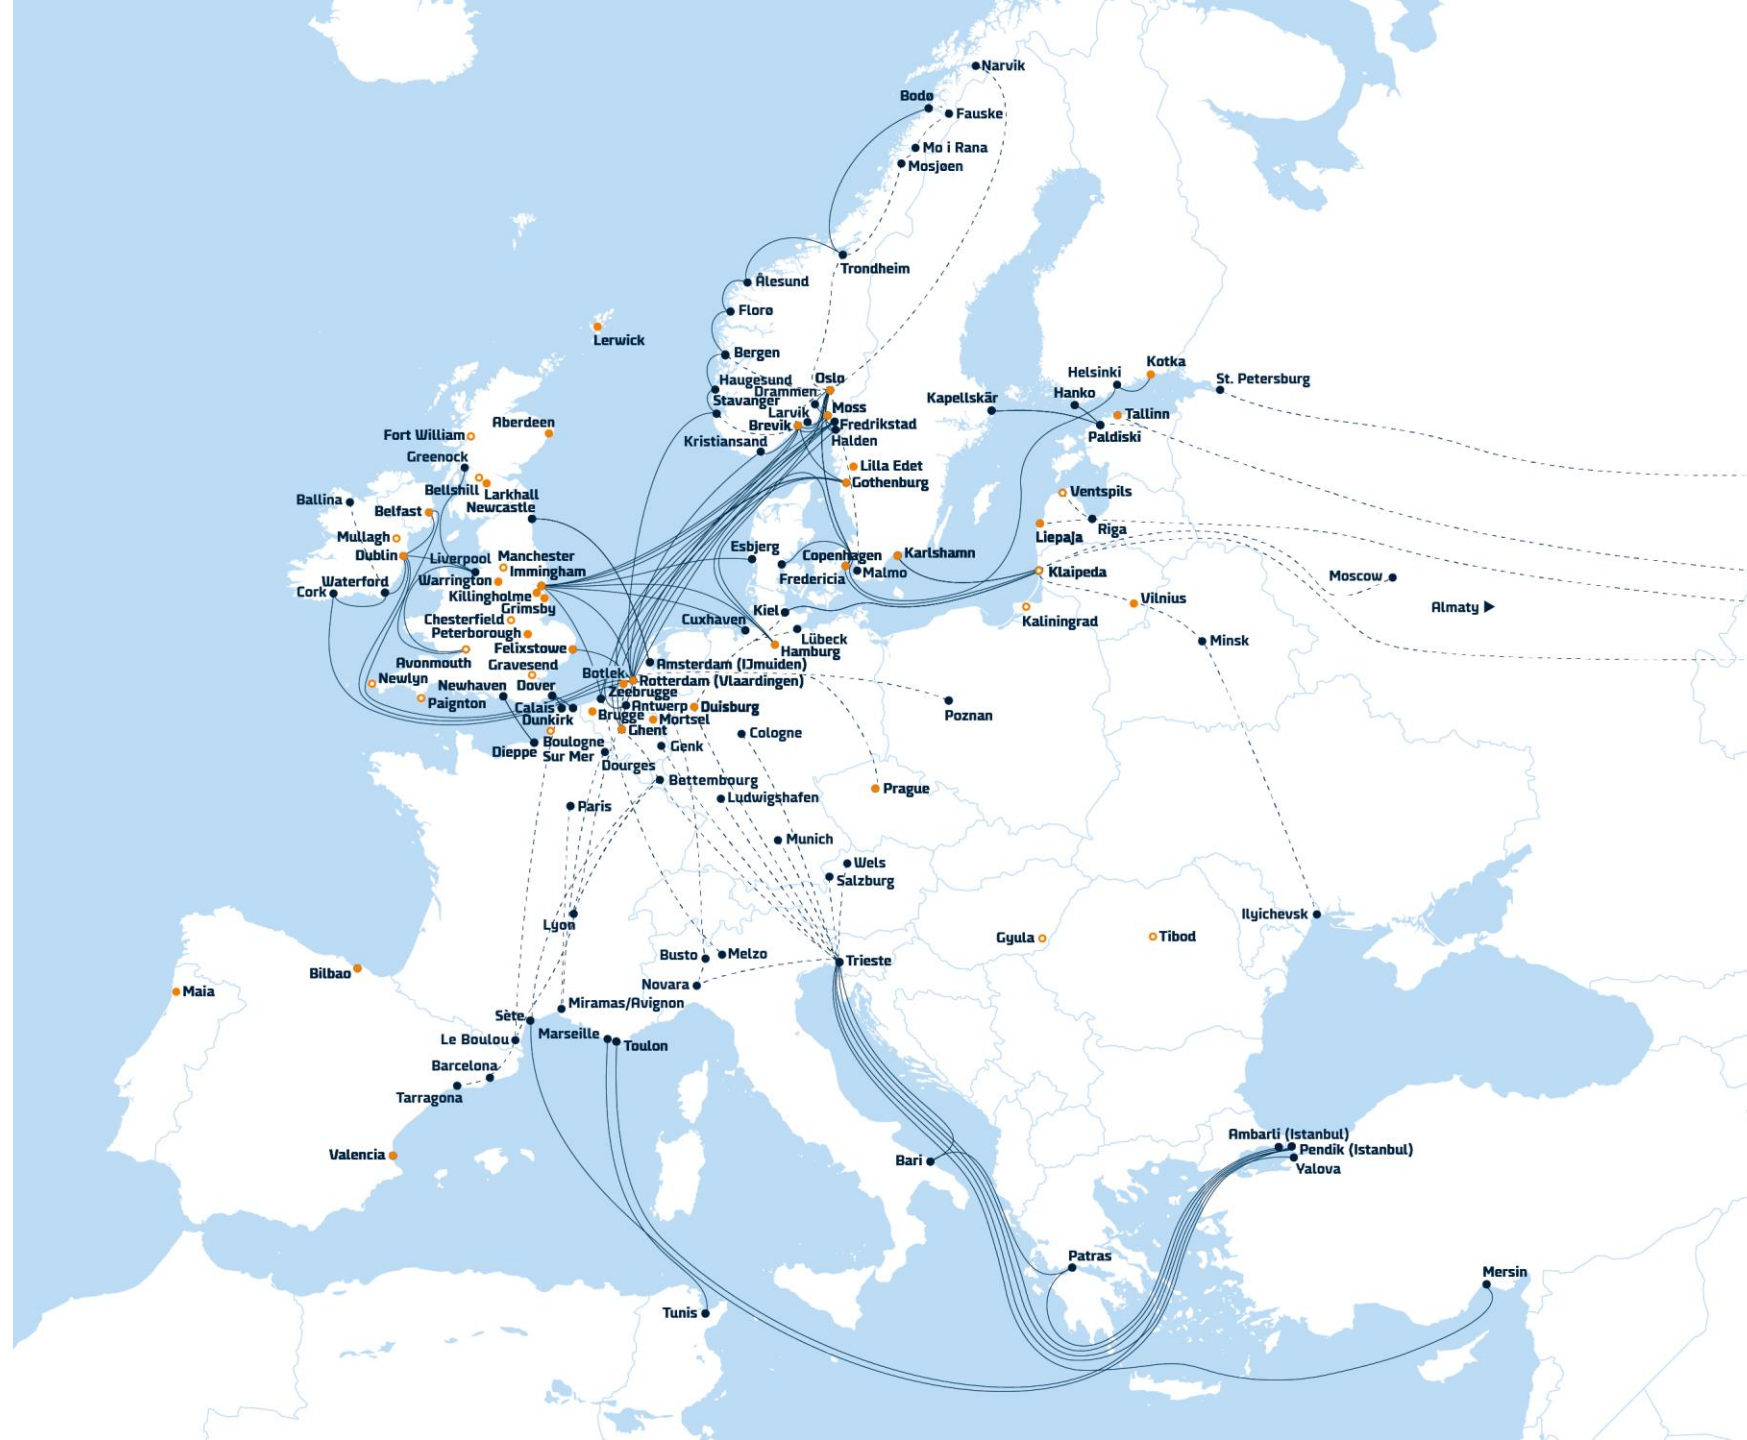 Narvik
Bodø
Fauske
Mo i Rana
Mosjøen
Trondheim
Ålesund
Florø
Lerwick
Bergen
Haugesund
Oslo
Drammen
Stavanger
Moss
Larvik
Fredrikstad
Brevik
Halden
Kristiansand
Kotka
Helsinki
St. Petersburg
Hanko
Kapellskär
Tallinn
Paldiski
Aberdeen
Fort William
Greenock
Lilla Edet
Gothenburg
Bellshill
Larkhall
Ballina
Newcastle
Belfast
Ventspils
Riga
Liepaja
Mullagh
Dublin
Liverpool
Manchester
Immingham
Esbjerg
Copenhagen
Karlshamn
Malmo
Fredericia
Klaipeda
Moscow
Waterford
Warrington
Cork
Killingholme
Grimsby
Vilnius
Almaty
Kaliningrad
Chesterfield
Peterborough
Kiel
Cuxhaven
Lübeck
Hamburg
Minsk
Felixstowe
Avonmouth
Gravesend
Amsterdam (IJmuiden)
Botlek
Rotterdam (Vlaardingen)
Newlyn
Newhaven
Dover
Zeebrugge
Paignton
Calais
Antwerp
Duisburg
Poznan
Dunkirk
Brugge
Mortsel
Ghent
Cologne
Dieppe
Boulogne
Sur Mer
Genk
Dourges
Bettembourg
Prague
Ludwigshafen
Paris
Munich
Wels
Salzburg
Lyon
Ilyichevsk
Gyula
Tibod
Busto
Melzo
Trieste
Bilbao
Maia
Novara
Miramas/Avignon
Sète
Marseille
Le Boulou
Toulon
Barcelona
Tarragona
Ambarli (Istanbul)
Pendik (Istanbul)
Yalova
Valencia
Bari
Patras
Mersin
Tunis